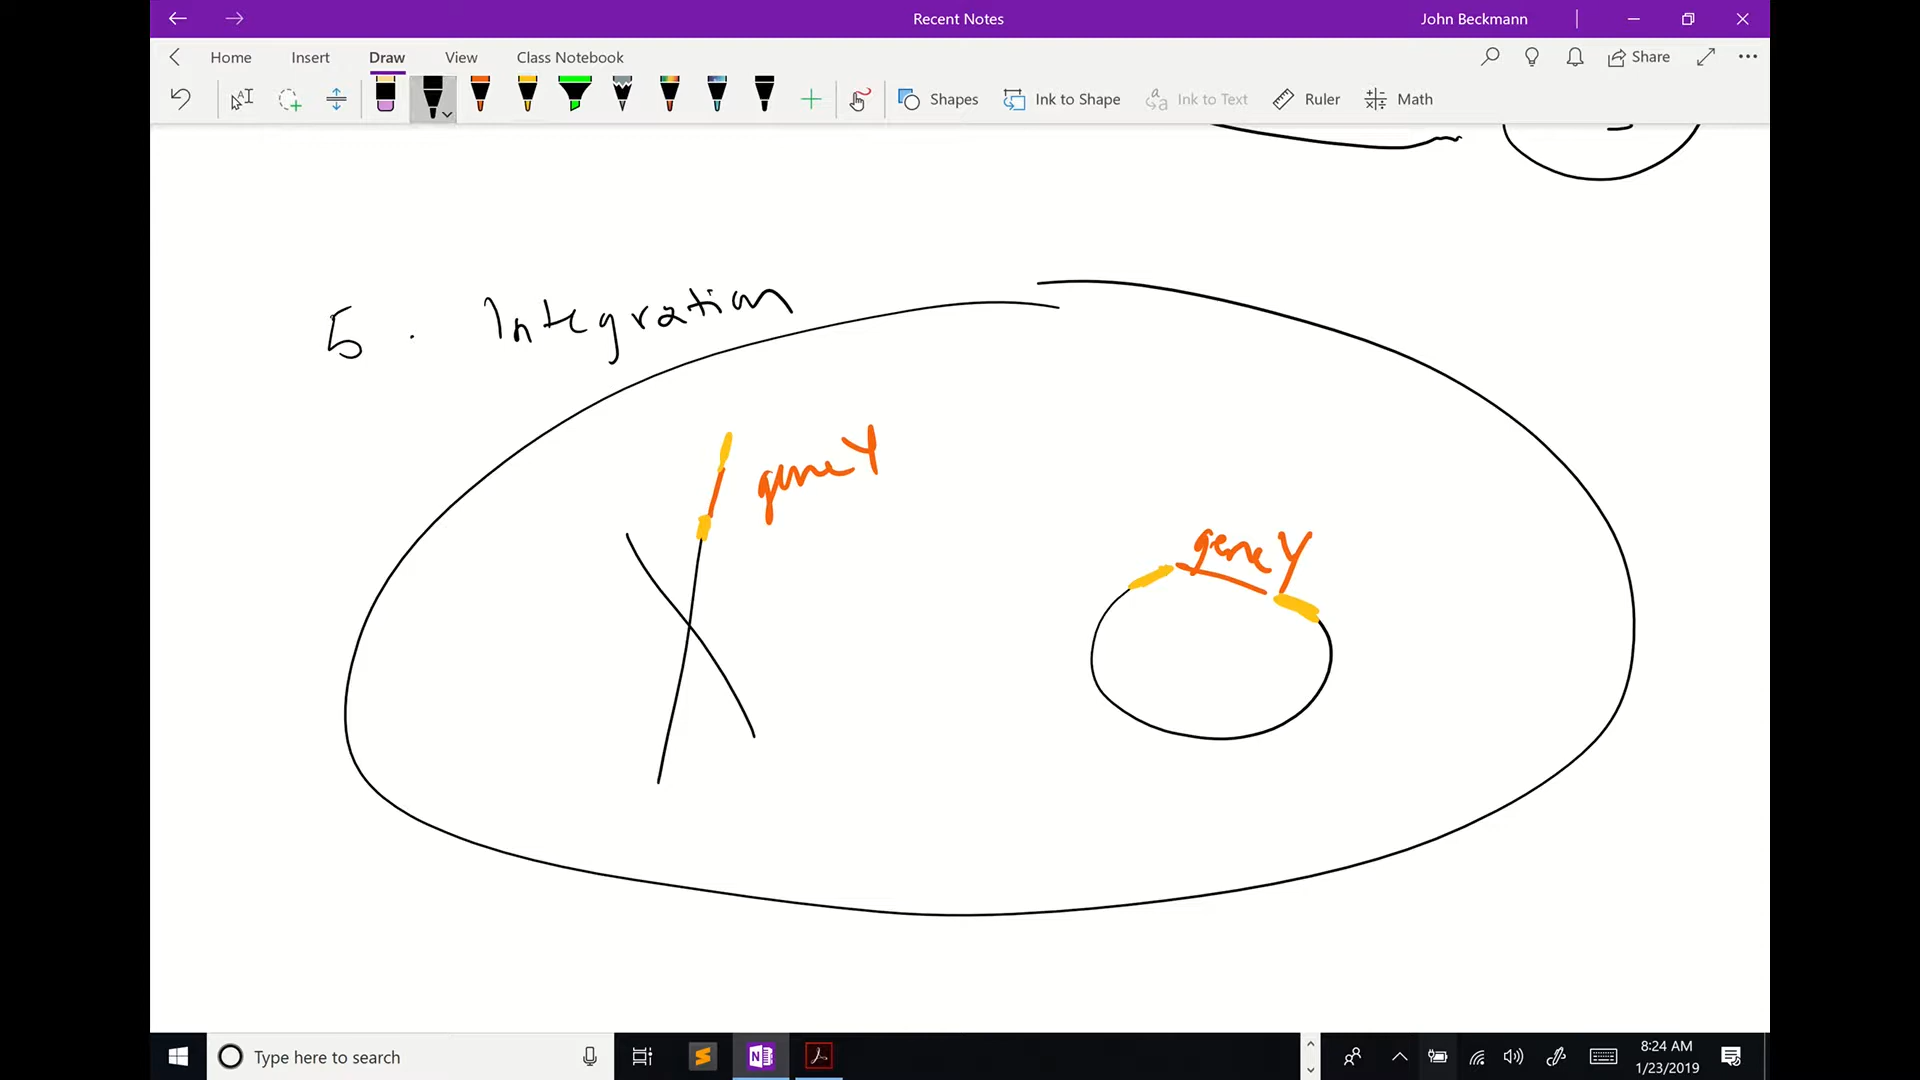 Recent Notes
John Beckmann
Home Insert Draw View Class Notebook
Share
Shapes Ink to Shape Ink to Text Ruler Math
5. Integration
gene Y
gene Y
Type here to search
8:24 AM
1/23/2019